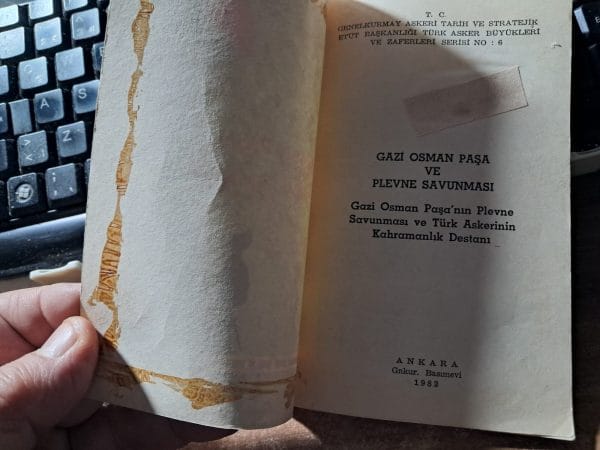 T. C.
GENELKURMAY ASKERİ TARİH VE STRATEJİK
ETÜT BAŞKANLIĞI TÜRK ASKER BÜYÜKLERİ
VE ZAFERLERİ SERİSİ NO : 6
GAZİ OSMAN PAŞA
VE
PLEVNE SAVUNMASI
Gazi Osman Paşa'nın Plevne
Savunması ve Türk Askerinin
Kahramanlık Destanı
ANKARA
Gnkur. Basımevi
1982
A
S
Z